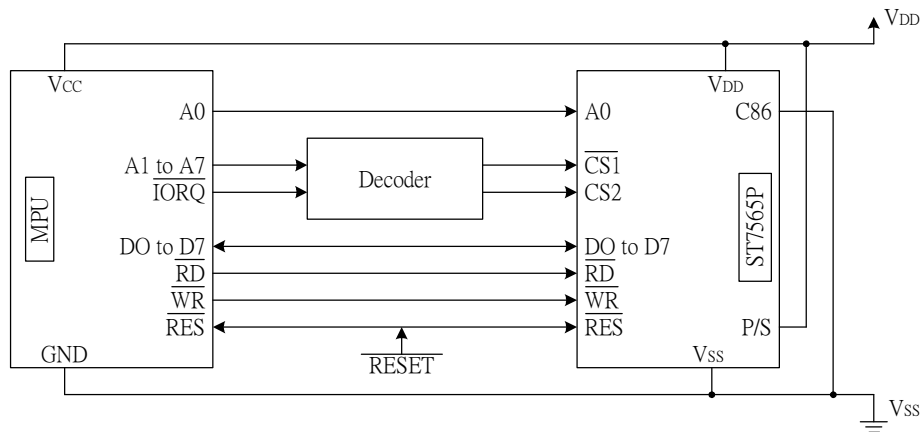 VDD
VCC
VDD
A0
A0
C86
A1 to A7
CS1
IORQ
Decoder
CS2
MPU
ST7565P
DO to D7
DO to D7
RD
RD
WR
WR
RES
RES
P/S
GND
RESET
VSS
VSS